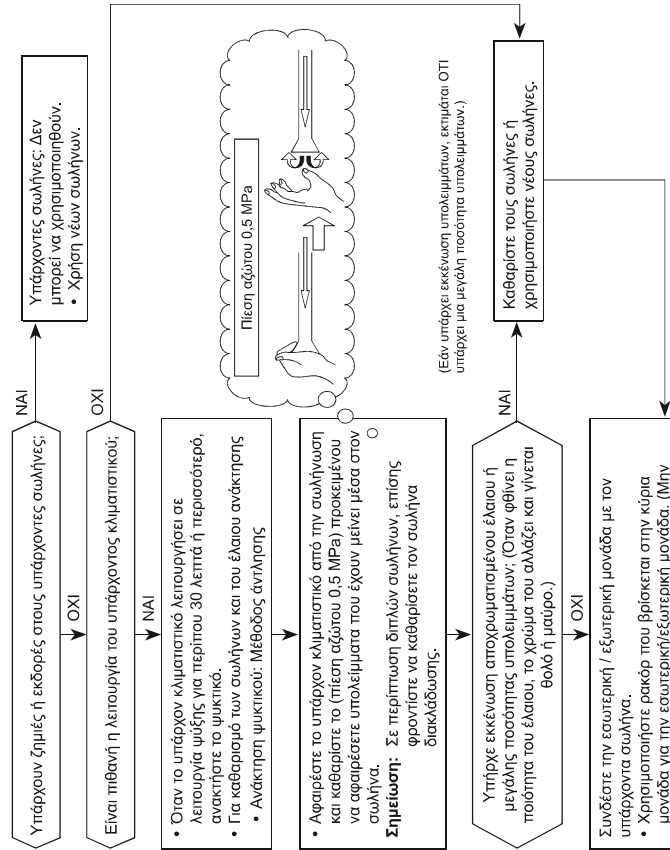 Υπάρχουν ζημιές ή εκδορές στους υπάρχοντες σωλήνες;
ΝΑΙ
Υπάρχοντες σωλήνες: Δεν
μπορεί να χρησιμοποιηθούν.
• Χρήση νέων σωλήνων.
ΟΧΙ
Είναι πιθανή η λειτουργία του υπάρχοντος κλιματιστικού;
ΟΧΙ
ΝΑΙ
• Όταν το υπάρχον κλιματιστικό λειτουργήσει σε
λειτουργία ψύξης για περίπου 30 λεπτά ή περισσότερό,
ανακτήστε το ψυκτικό.
• Για καθαρισμό των σωλήνων και του έλαιου ανάκτησης
• Ανάκτηση ψυκτικού: Μέθοδος άντλησης
Πίεση αζώτου 0,5 MPa
• Αφαιρέστε το υπάρχον κλιματιστικό από την σωλήνωση
και καθαρίστε το (πίεση αζώτου 0,5 MPa) προκειμένου
να αφαιρέσετε υπολείμματα που έχουν μείνει μέσα στον
σωλήνα.
Σημείωση: Σε περίπτωση διπλών σωλήνων, επίσης
φροντίστε να καθαρίσετε τον σωλήνα
διακλάδωσης.
(Εάν υπάρχει εκκένωση υπολειμμάτων, εκτιμάται ΟΤΙ
υπάρχει μια μεγάλη ποσότητα υπολειμμάτων.)
Υπήρχε εκκένωση αποχρωματισμένου έλαιου ή
μεγάλης ποσότητας υπολειμμάτων; (Όταν φθίνει η
ποιότητα του έλαιου, το χρώμα του αλλάζει και γίνεται
θολό ή μαύρο.)
ΝΑΙ
Καθαρίστε τους σωλήνες ή
χρησιμοποιήστε νέους σωλήνες.
ΟΧΙ
Συνδέστε την εσωτερική / εξωτερική μονάδα με τον
υπάρχοντα σωλήνα.
• Χρησιμοποιήστε ρακόρ που βρίσκεται στην κύρια
μονάδα για την εσωτερική/εξωτερική μονάδα. (Μην